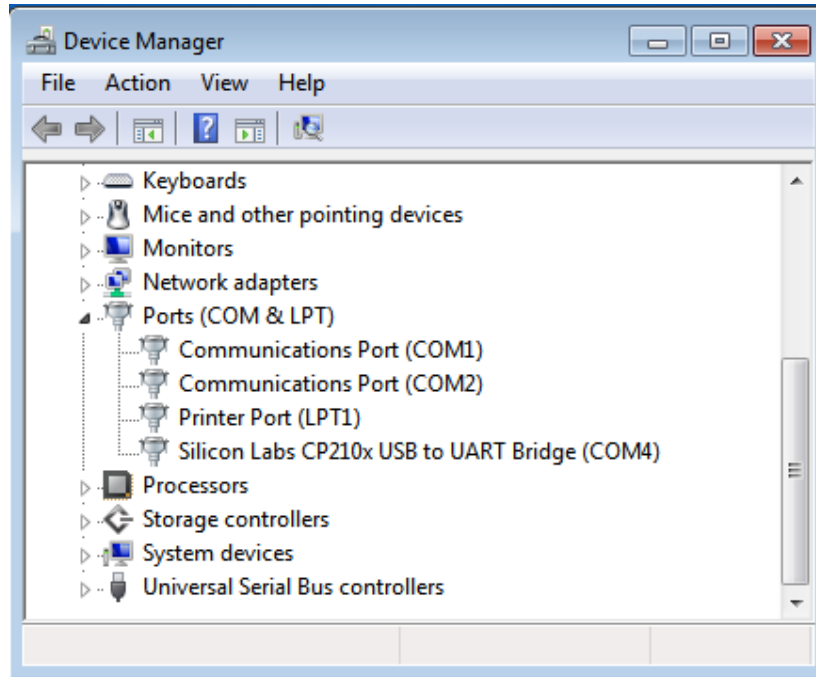 Device Manager
File Action View Help
Keyboards
Mice and other pointing devices
Monitors
Network adapters
Ports (COM & LPT)
Communications Port (COM1)
Communications Port (COM2)
Printer Port (LPT1)
Silicon Labs CP210x USB to UART Bridge (COM4)
Processors
Storage controllers
System devices
Universal Serial Bus controllers